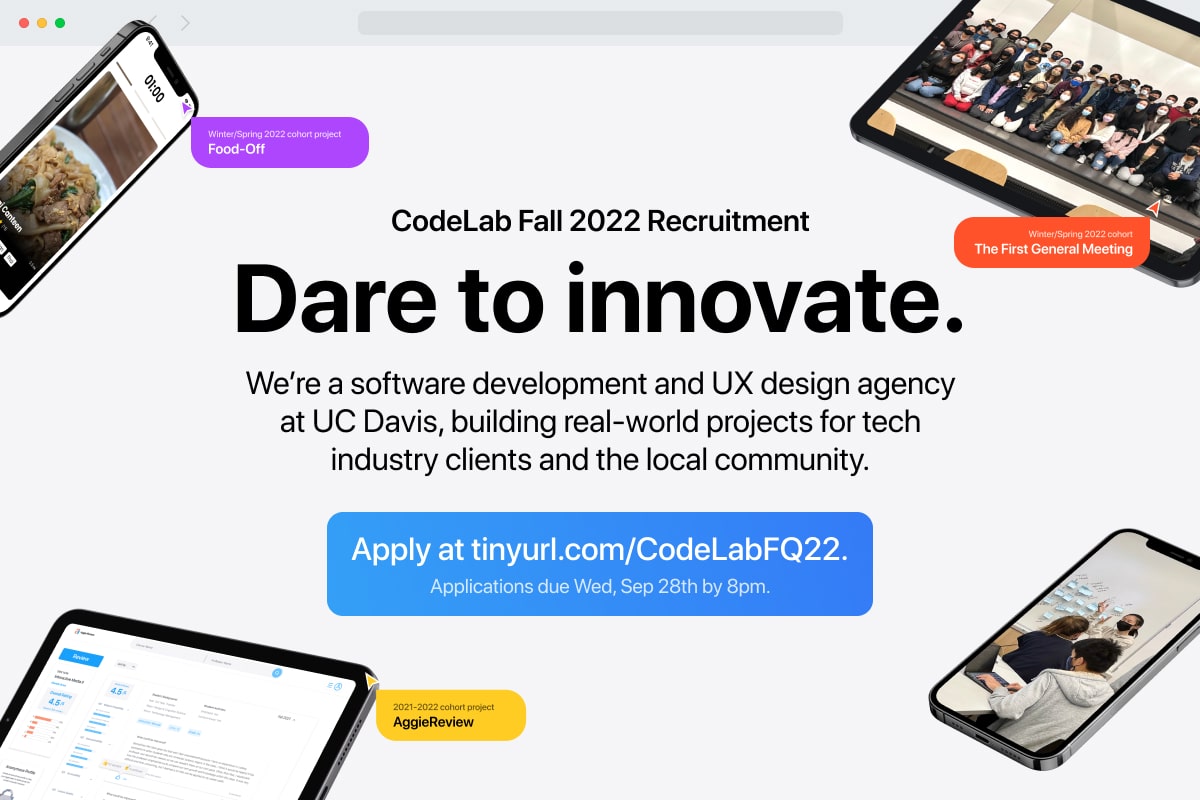 9:41
01:00
Winter/Spring 2022 cohort project
Food-Off
Canteen
Winter/Spring 2022 cohort
The First General Meeting
CodeLab Fall 2022 Recruitment
Dare to innovate.
We’re a software development and UX design agency
at UC Davis, building real-world projects for tech
industry clients and the local community.
Apply at tinyurl.com/CodeLabFQ22.
Applications due Wed, Sep 28th by 8pm.
Review
4.5
4.5
2021-2022 cohort project
AggieReview